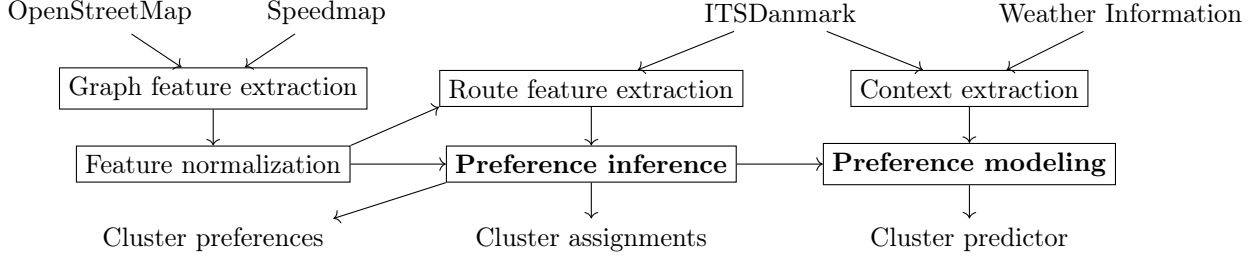 OpenStreetMap Speedmap ITSDanmark Weather Information
Graph feature extraction Route feature extraction Context extraction
Feature normalization Preference inference Preference modeling
Cluster preferences Cluster assignments Cluster predictor